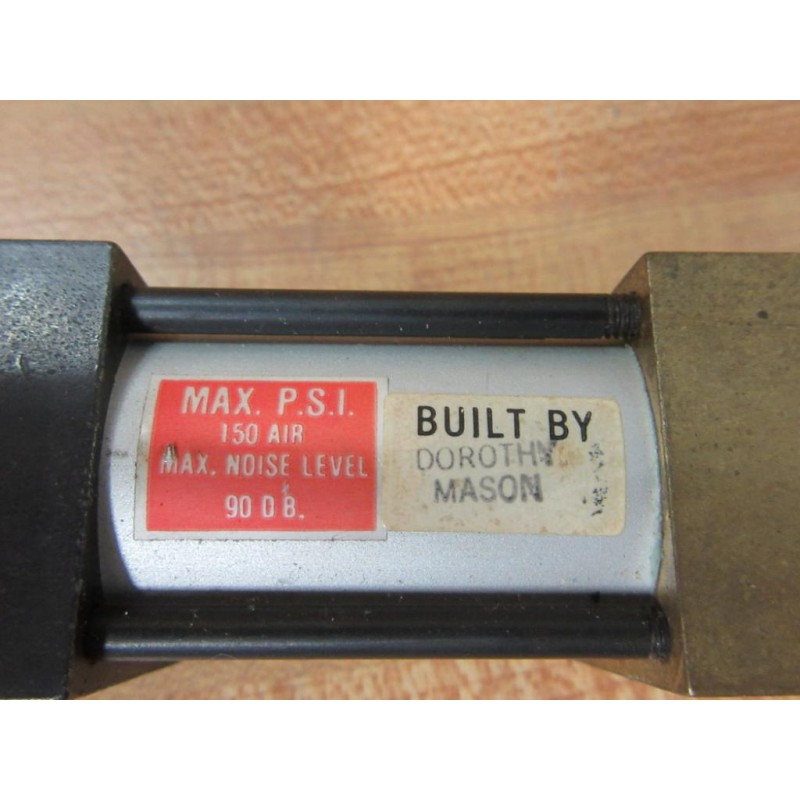 MAX. P.S.I.
150 AIR
MAX. NOISE LEVEL
90 D B.
BUILT BY
DOROTHY
MASON